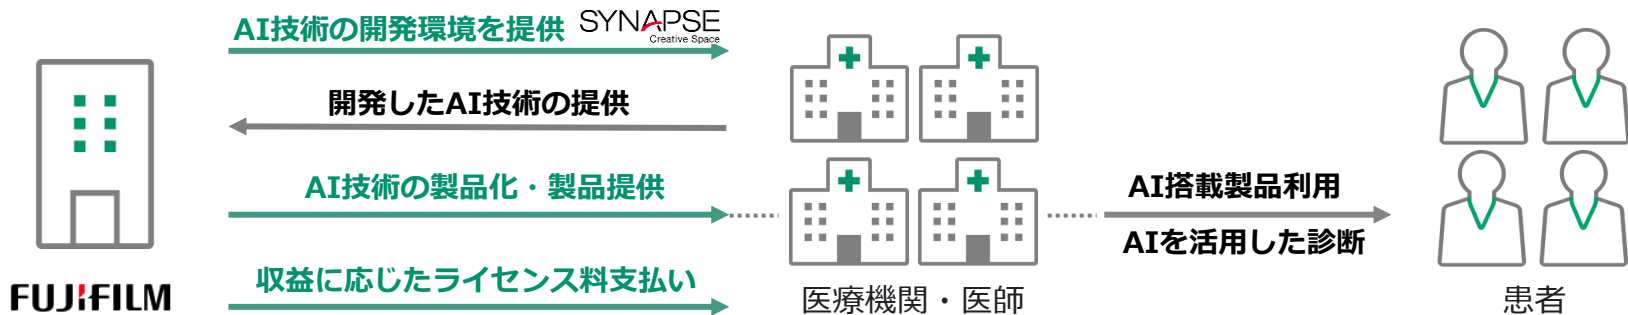 AI技術の開発環境を提供
SYNAPSE
Creative Space
開発したAI技術の提供
AI技術の製品化・製品提供
収益に応じたライセンス料支払い
FUJIFILM
医療機関・医師
AI搭載製品利用
AIを活用した診断
患者